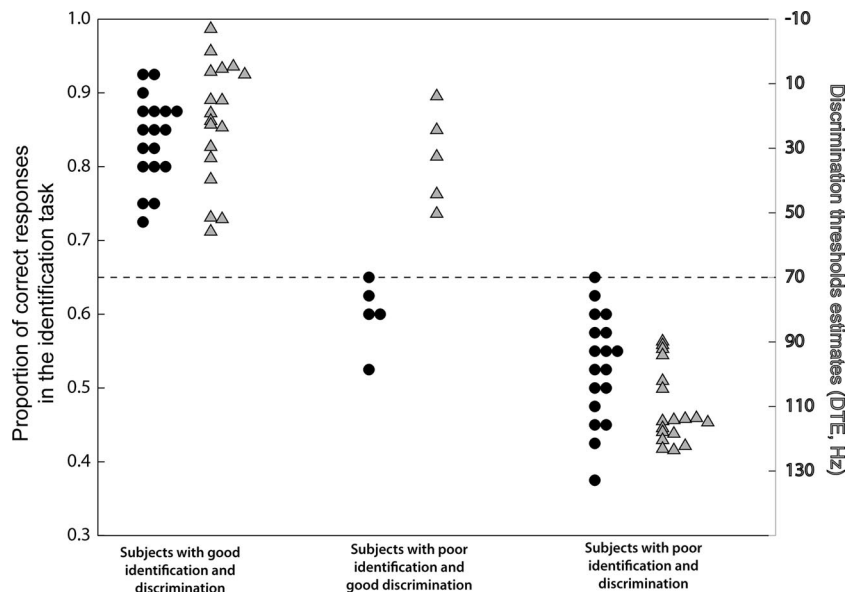 Proportion of correct responses
in the identification task
1.0
0.9
0.8
0.7
0.6
0.5
0.4
0.3
-10
10
30
50
70
90
110
130
Discrimination thresholds estimates (DTE, Hz)
Subjects with good
identification and
discrimination
Subjects with poor
identification and
good discrimination
Subjects with poor
identification and
discrimination